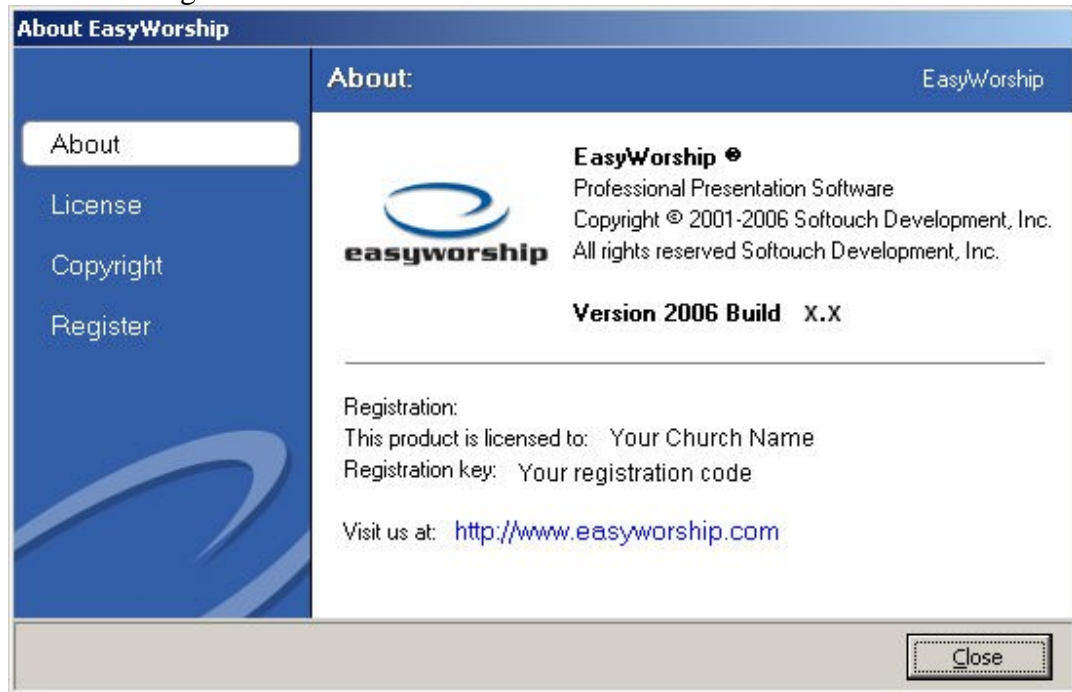 About EasyWorship
About: EasyWorship
About
License
Copyright
Register
easyworship
EasyWorship ®
Professional Presentation Software
Copyright © 2001-2006 Softouch Development, Inc.
All rights reserved Softouch Development, Inc.
Version 2006 Build x.x
Registration:
This product is licensed to: Your Church Name
Registration key: Your registration code
Visit us at: http://www.easyworship.com
Close